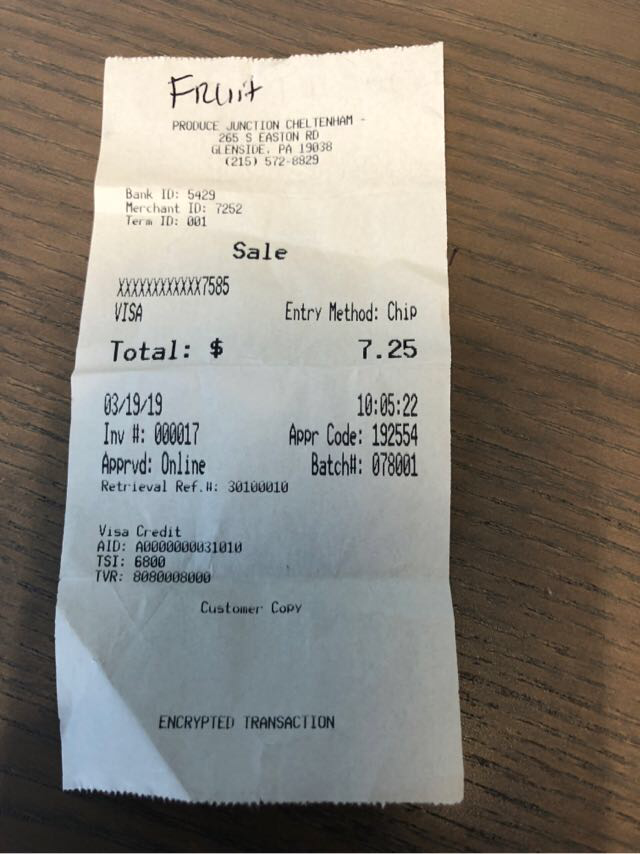 Fruit
PRODUCE JUNCTION CHELTENHAM -
265 S EASTON RD
GLENSIDE, PA 19038
(215) 572-8829
Bank ID: 5429
Merchant ID: 7252
Term ID: 001
Sale
XXXXXXXXXXXX7585
VISA Entry Method: Chip
Total: $ 7.25
03/19/19 10:05:22
Inv #: 000017 Appr Code: 192554
Apprvd: Online Batch#: 078001
Retrieval Ref.#: 30100010
Visa Credit
AID: A0000000031010
TSI: 6800
TVR: 8080008000
Customer Copy
ENCRYPTED TRANSACTION